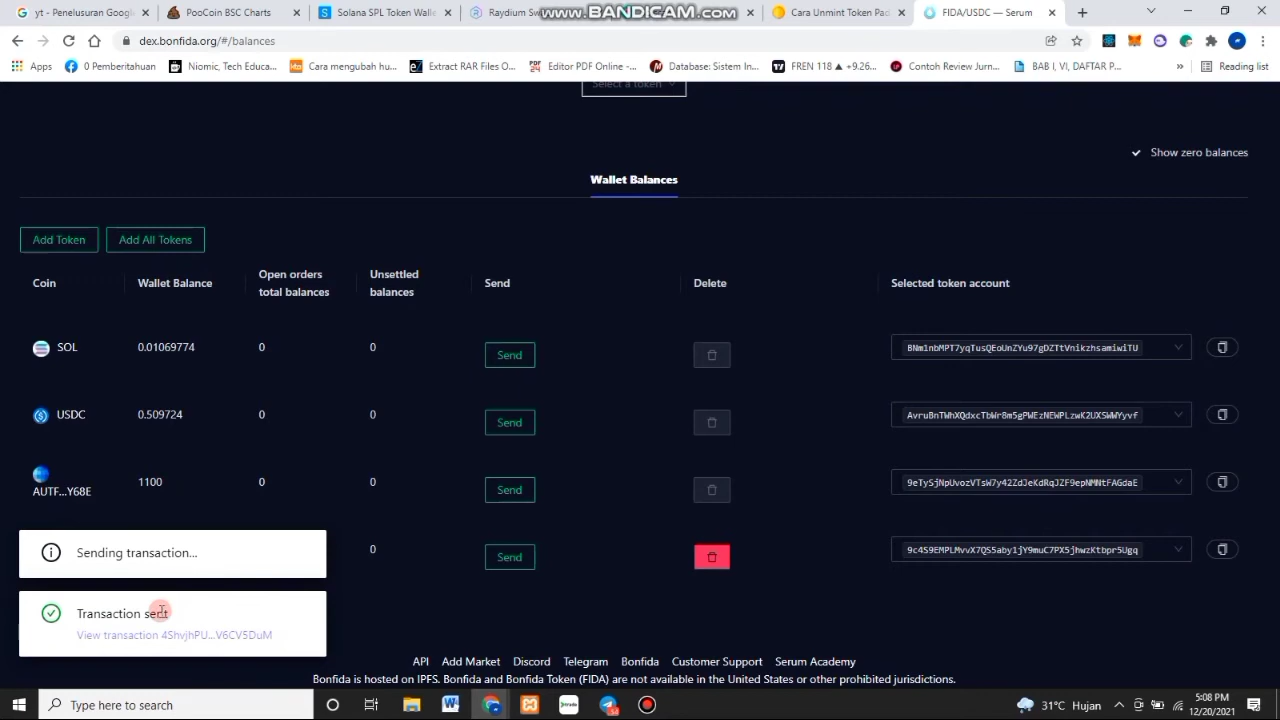 gt - Penelusuran Google
PooCoin BSC Charts
Solana SPL Token Walle
Raydium Sw
www.BANDICAM.com
Cara Unmint Token Pad
FIDA/USDC — Serum
dex.bonfida.org/#/balances
Apps
0 Pemberitahuan
Niomic, Tech Educa...
Cara mengubah hu...
Extract RAR Files O...
Editor PDF Online -...
Database: Sistem In...
FREN 118 ▲ +9.26...
Contoh Review Jurn...
BAB I, VI, DAFTAR P...
»
Reading list
Select a token
Show zero balances
Wallet Balances
Add Token
Add All Tokens
Coin
Wallet Balance
Open orders
total balances
Unsettled
balances
Send
Delete
Selected token account
SOL
0.01069774
0
0
Send
BNm1nbMPT7yqTusQEoUnZYu97gDZTtVnikzhsamiwiTU
USDC
0.509724
0
0
Send
AvruBnTWhXQdxcTbWr8m5gPWEzNEWPLzwK2UXSWWYyvf
AUTF...Y68E
1100
0
0
Send
9eTySjNpUvozVTsW7y42ZdJeKdRqJZF9epNMNtFAGdaE
0
Send
9c4S9EMPLMvvX7QS5aby1jY9muC7PX5jhwzKtbpr5Ugq
Sending transaction...
Transaction sent
View transaction 4ShvjhPU...V6CV5DuM
API
Add Market
Discord
Telegram
Bonfida
Customer Support
Serum Academy
Bonfida is hosted on IPFS. Bonfida and Bonfida Token (FIDA) are not available in the United States or other prohibited jurisdictions.
Type here to search
31°C Hujan
5:08 PM
12/20/2021